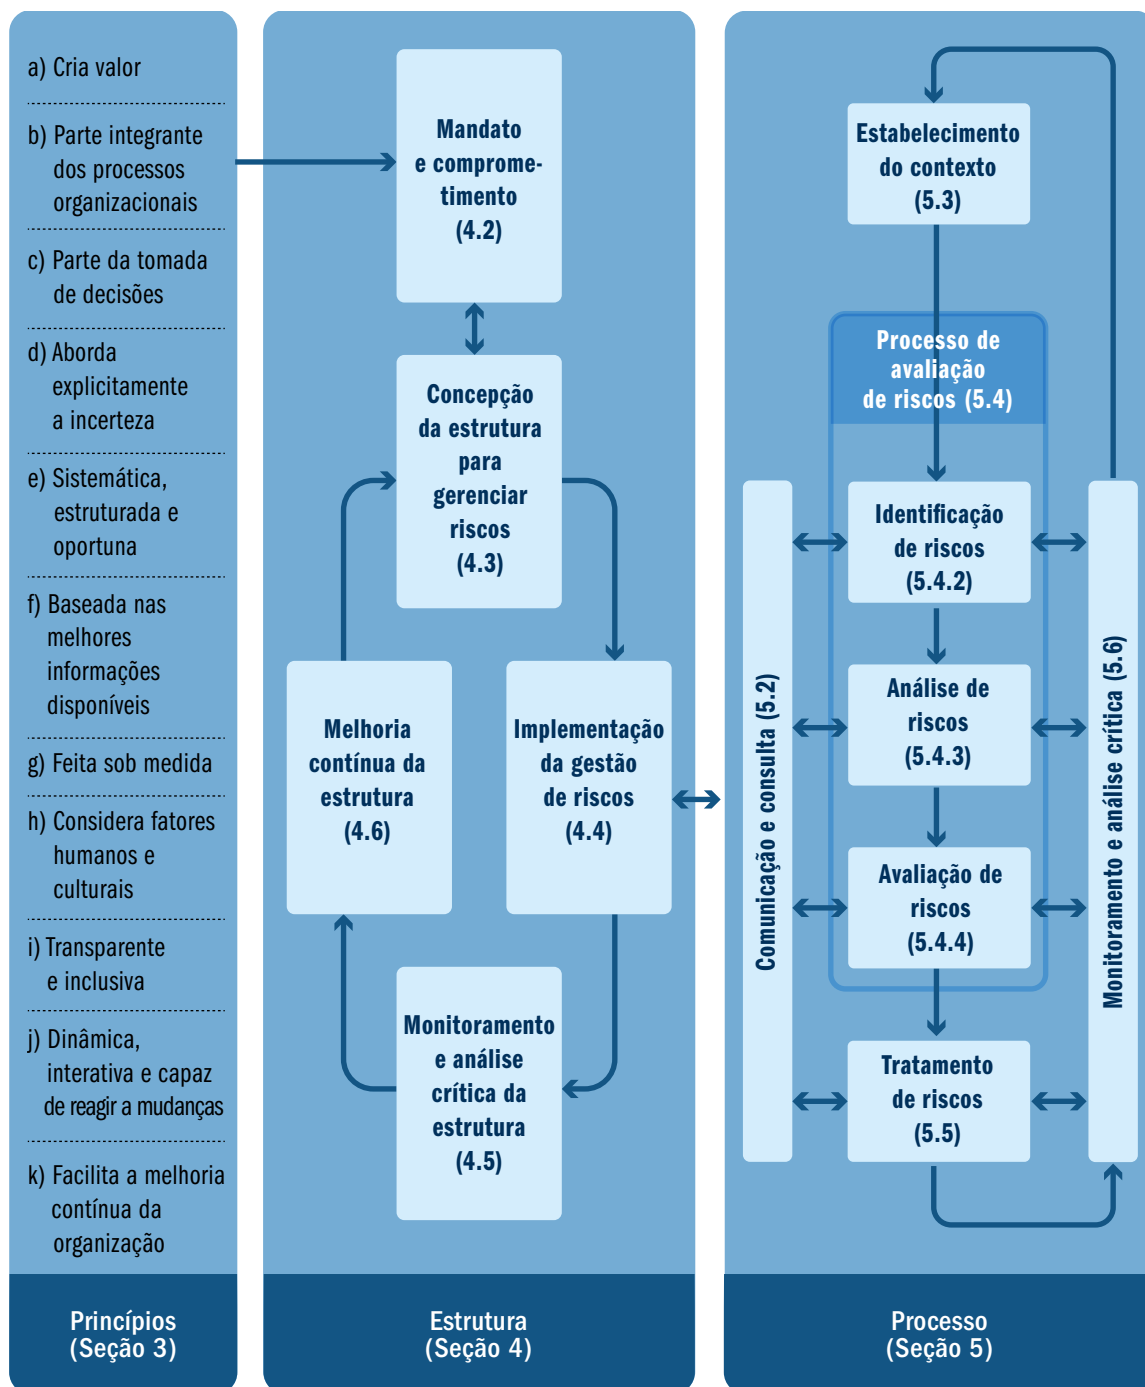 a) Cria valor
b) Parte integrante
dos processos
organizacionais
c) Parte da tomada
de decisões
d) Aborda
explicitamente
a incerteza
e) Sistemática,
estruturada e
oportuna
f) Baseada nas
melhores
informações
disponíveis
g) Feita sob medida
h) Considera fatores
humanos e
culturais
i) Transparente
e inclusiva
j) Dinâmica,
interativa e capaz
de reagir a mudanças
k) Facilita a melhoria
contínua da
organização
Princípios
(Seção 3)
Mandato
e comprome-
timento
(4.2)
Concepção
da estrutura
para
gerenciar
riscos
(4.3)
Melhoria
contínua da
estrutura
(4.6)
Implementação
da gestão
de riscos
(4.4)
Monitoramento
e análise
crítica da
estrutura
(4.5)
Estrutura
(Seção 4)
Estabelecimento
do contexto
(5.3)
Processo de
avaliação
de riscos (5.4)
Identificação
de riscos
(5.4.2)
Análise de
riscos
(5.4.3)
Avaliação de
riscos
(5.4.4)
Tratamento
de riscos
(5.5)
Comunicação e consulta (5.2)
Monitoramento e análise crítica (5.6)
Processo
(Seção 5)